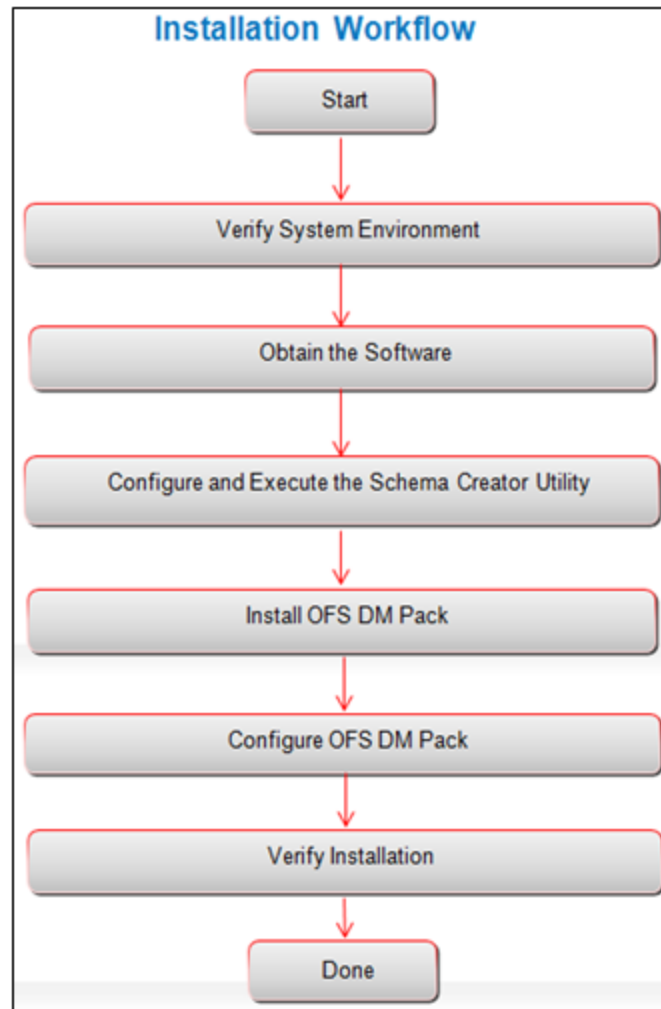 Installation Workflow
Start
Verify System Environment
Obtain the Software
Configure and Execute the Schema Creator Utility
Install OFS DM Pack
Configure OFS DM Pack
Verify Installation
Done